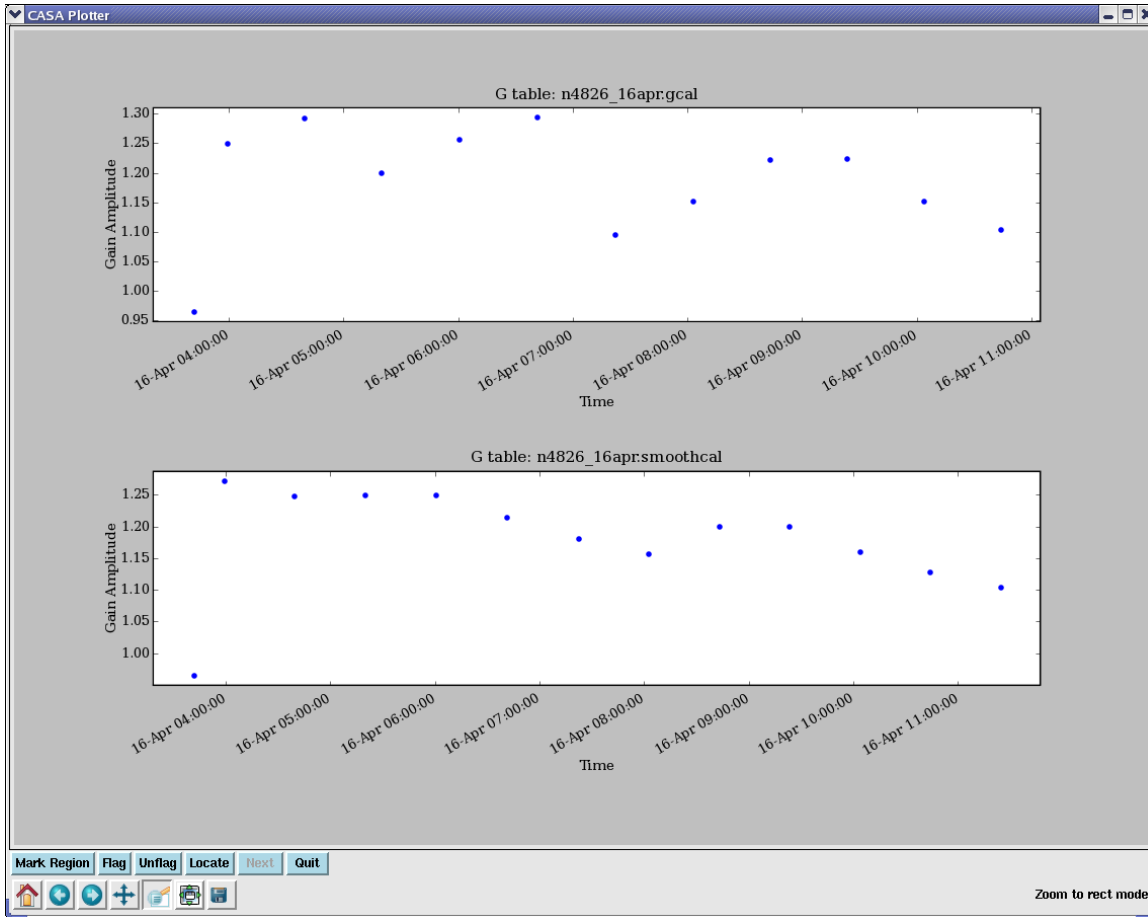 CASA Plotter
G table: n4826_16apr.gcal
1.30
1.25
1.20
1.15
1.10
1.05
1.00
0.95
Gain Amplitude
16-Apr 04:00:00
16-Apr 05:00:00
16-Apr 06:00:00
16-Apr 07:00:00
16-Apr 08:00:00
16-Apr 09:00:00
16-Apr 10:00:00
16-Apr 11:00:00
Time
G table: n4826_16apr.smoothcal
1.25
1.20
1.15
1.10
1.05
1.00
Gain Amplitude
16-Apr 04:00:00
16-Apr 05:00:00
16-Apr 06:00:00
16-Apr 07:00:00
16-Apr 08:00:00
16-Apr 09:00:00
16-Apr 10:00:00
16-Apr 11:00:00
Time
Mark Region Flag Unflag Locate Next Quit
Zoom to rect mode